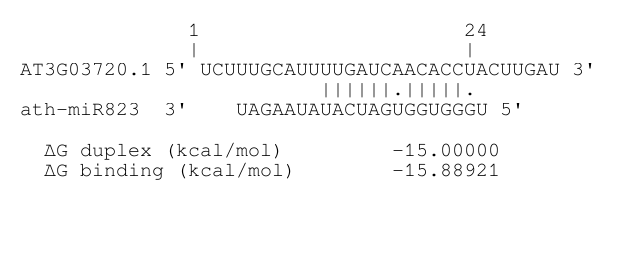 1 24
| |
AT3G03720.1 5' UCUUUGCAUUUUGAUCAACACCUACUUGAU 3'
||||||.|||||.
ath-miR823 3' UAGAAUAUACUAGUGGUGGGU 5'
ΔG duplex (kcal/mol) -15.00000
ΔG binding (kcal/mol) -15.88921